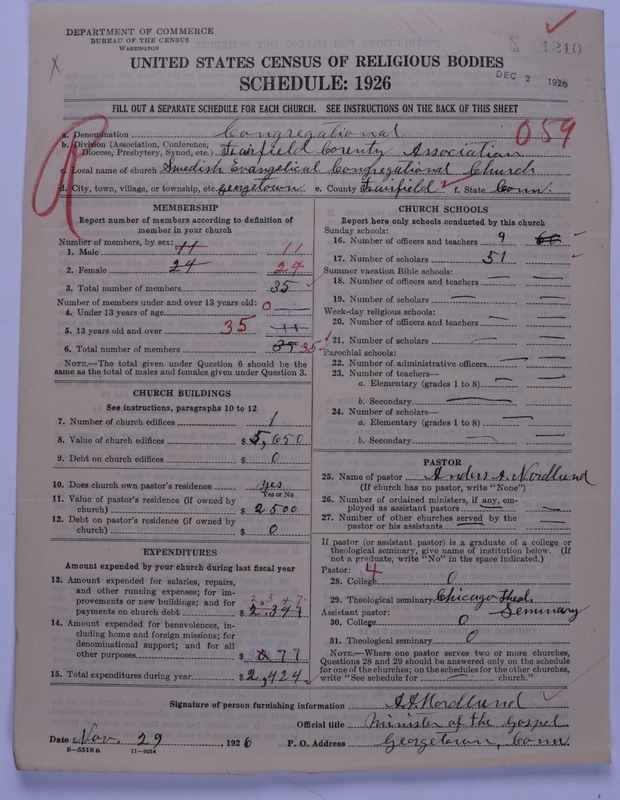 DEPARTMENT OF COMMERCE
BUREAU OF THE CENSUS
WASHINGTON
1210
UNITED STATES CENSUS OF RELIGIOUS BODIES
DEC 2 1926
SCHEDULE: 1926
FILL OUT A SEPARATE SCHEDULE FOR EACH CHURCH. SEE INSTRUCTIONS ON THE BACK OF THIS SHEET
a. Denomination Congregational 059
b. Division (Association, Conference, Diocese, Presbytery, Synod, etc.) Fairfield County Association
c. Local name of church Swedish Evangelical Congregational Church
d. City, town, village, or township, etc. Georgetown e. County Fairfield f. State Conn.
MEMBERSHIP
Report number of members according to definition of
member in your church
Number of members, by sex:
1. Male 11 11
2. Female 24 24
3. Total number of members 35
Number of members under and over 13 years old:
4. Under 13 years of age 0
5. 13 years old and over 35 11
6. Total number of members 35 35
NOTE.—The total given under Question 6 should be
same as the total of males and females given under Question 3.
CHURCH BUILDINGS
See instructions, paragraphs 10 to 12
7. Number of church edifices 1
8. Value of church edifices $ 5,650
9. Debt on church edifices $ 0
10. Does church own pastor's residence yes
Yes or No
11. Value of pastor's residence (if owned by
church) $ 2500
12. Debt on pastor's residence (if owned by
church) $ 0
EXPENDITURES
Amount expended by church during last fiscal year
13. Amount expended for salaries, repairs,
and other running expenses; for im-
provements or new buildings; and for 2,347
payments on church debt $ 2,347
14. Amount expended for benevolences, in-
cluding home and foreign missions; for
denominational support; and for all
other purposes $ 077
15. Total expenditures during year $ 2,424
CHURCH SCHOOLS
Report here only schools conducted by this church
Sunday schools:
16. Number of officers and teachers 9
17. Number of scholars 51
Summer vacation Bible schools:
18. Number of officers and teachers —
19. Number of scholars —
Week-day religious schools:
20. Number of officers and teachers —
21. Number of scholars —
Parochial schools:
22. Number of administrative officers —
23. Number of teachers—
a. Elementary (grades 1 to 8) —
b. Secondary —
24. Number of scholars—
a. Elementary (grades 1 to 8) —
b. Secondary —
PASTOR
25. Name of pastor Anders A. Nordlund
(If church has no pastor, write "None")
26. Number of ordained ministers, if any, em-
ployed as assistant pastors —
27. Number of other churches served by the
pastor or his assistants —
If pastor (or assistant pastor) is a graduate of a college or
theological seminary, give name of institution below. (If
not a graduate, write "No" in the space indicated.)
Pastor: 4
28. College 0
29. Theological seminary Chicago Theol.
Assistant pastor: Seminary
30. College 0
31. Theological seminary 0
NOTE.—Where one pastor serves two or more churches,
Questions 28 and 29 should be answered only on the schedule
for one of the churches; on the schedules for the other churches,
write "See schedule for — church."
Signature of person furnishing information A. A. Nordlund
Official title Minister of the Gospel
Date Nov. 29, 1926 P. O. Address Georgetown, Conn.
8-5518a 11-9054